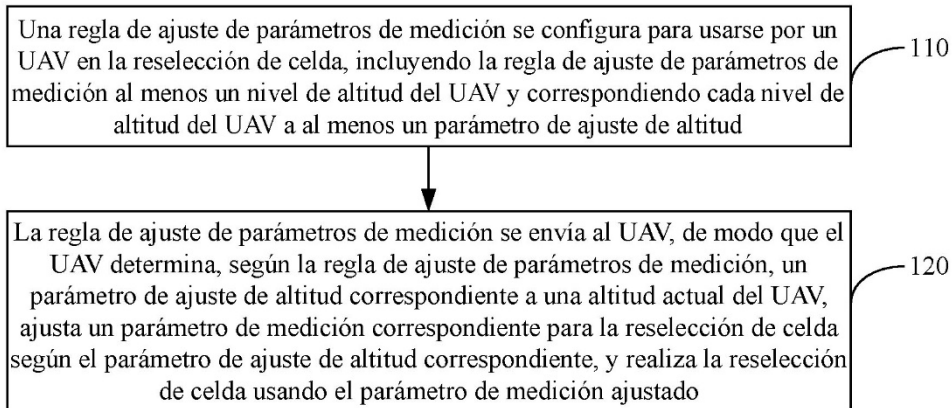 Una regla de ajuste de parámetros de medición se configura para usarse por un
UAV en la reselección de celda, incluyendo la regla de ajuste de parámetros de
medición al menos un nivel de altitud del UAV y correspondiendo cada nivel de
altitud del UAV a al menos un parámetro de ajuste de altitud
110
La regla de ajuste de parámetros de medición se envía al UAV, de modo que el
UAV determina, según la regla de ajuste de parámetros de medición, un
parámetro de ajuste de altitud correspondiente a una altitud actual del UAV,
ajusta un parámetro de medición correspondiente para la reselección de celda
según el parámetro de ajuste de altitud correspondiente, y realiza la reselección
de celda usando el parámetro de medición ajustado
120